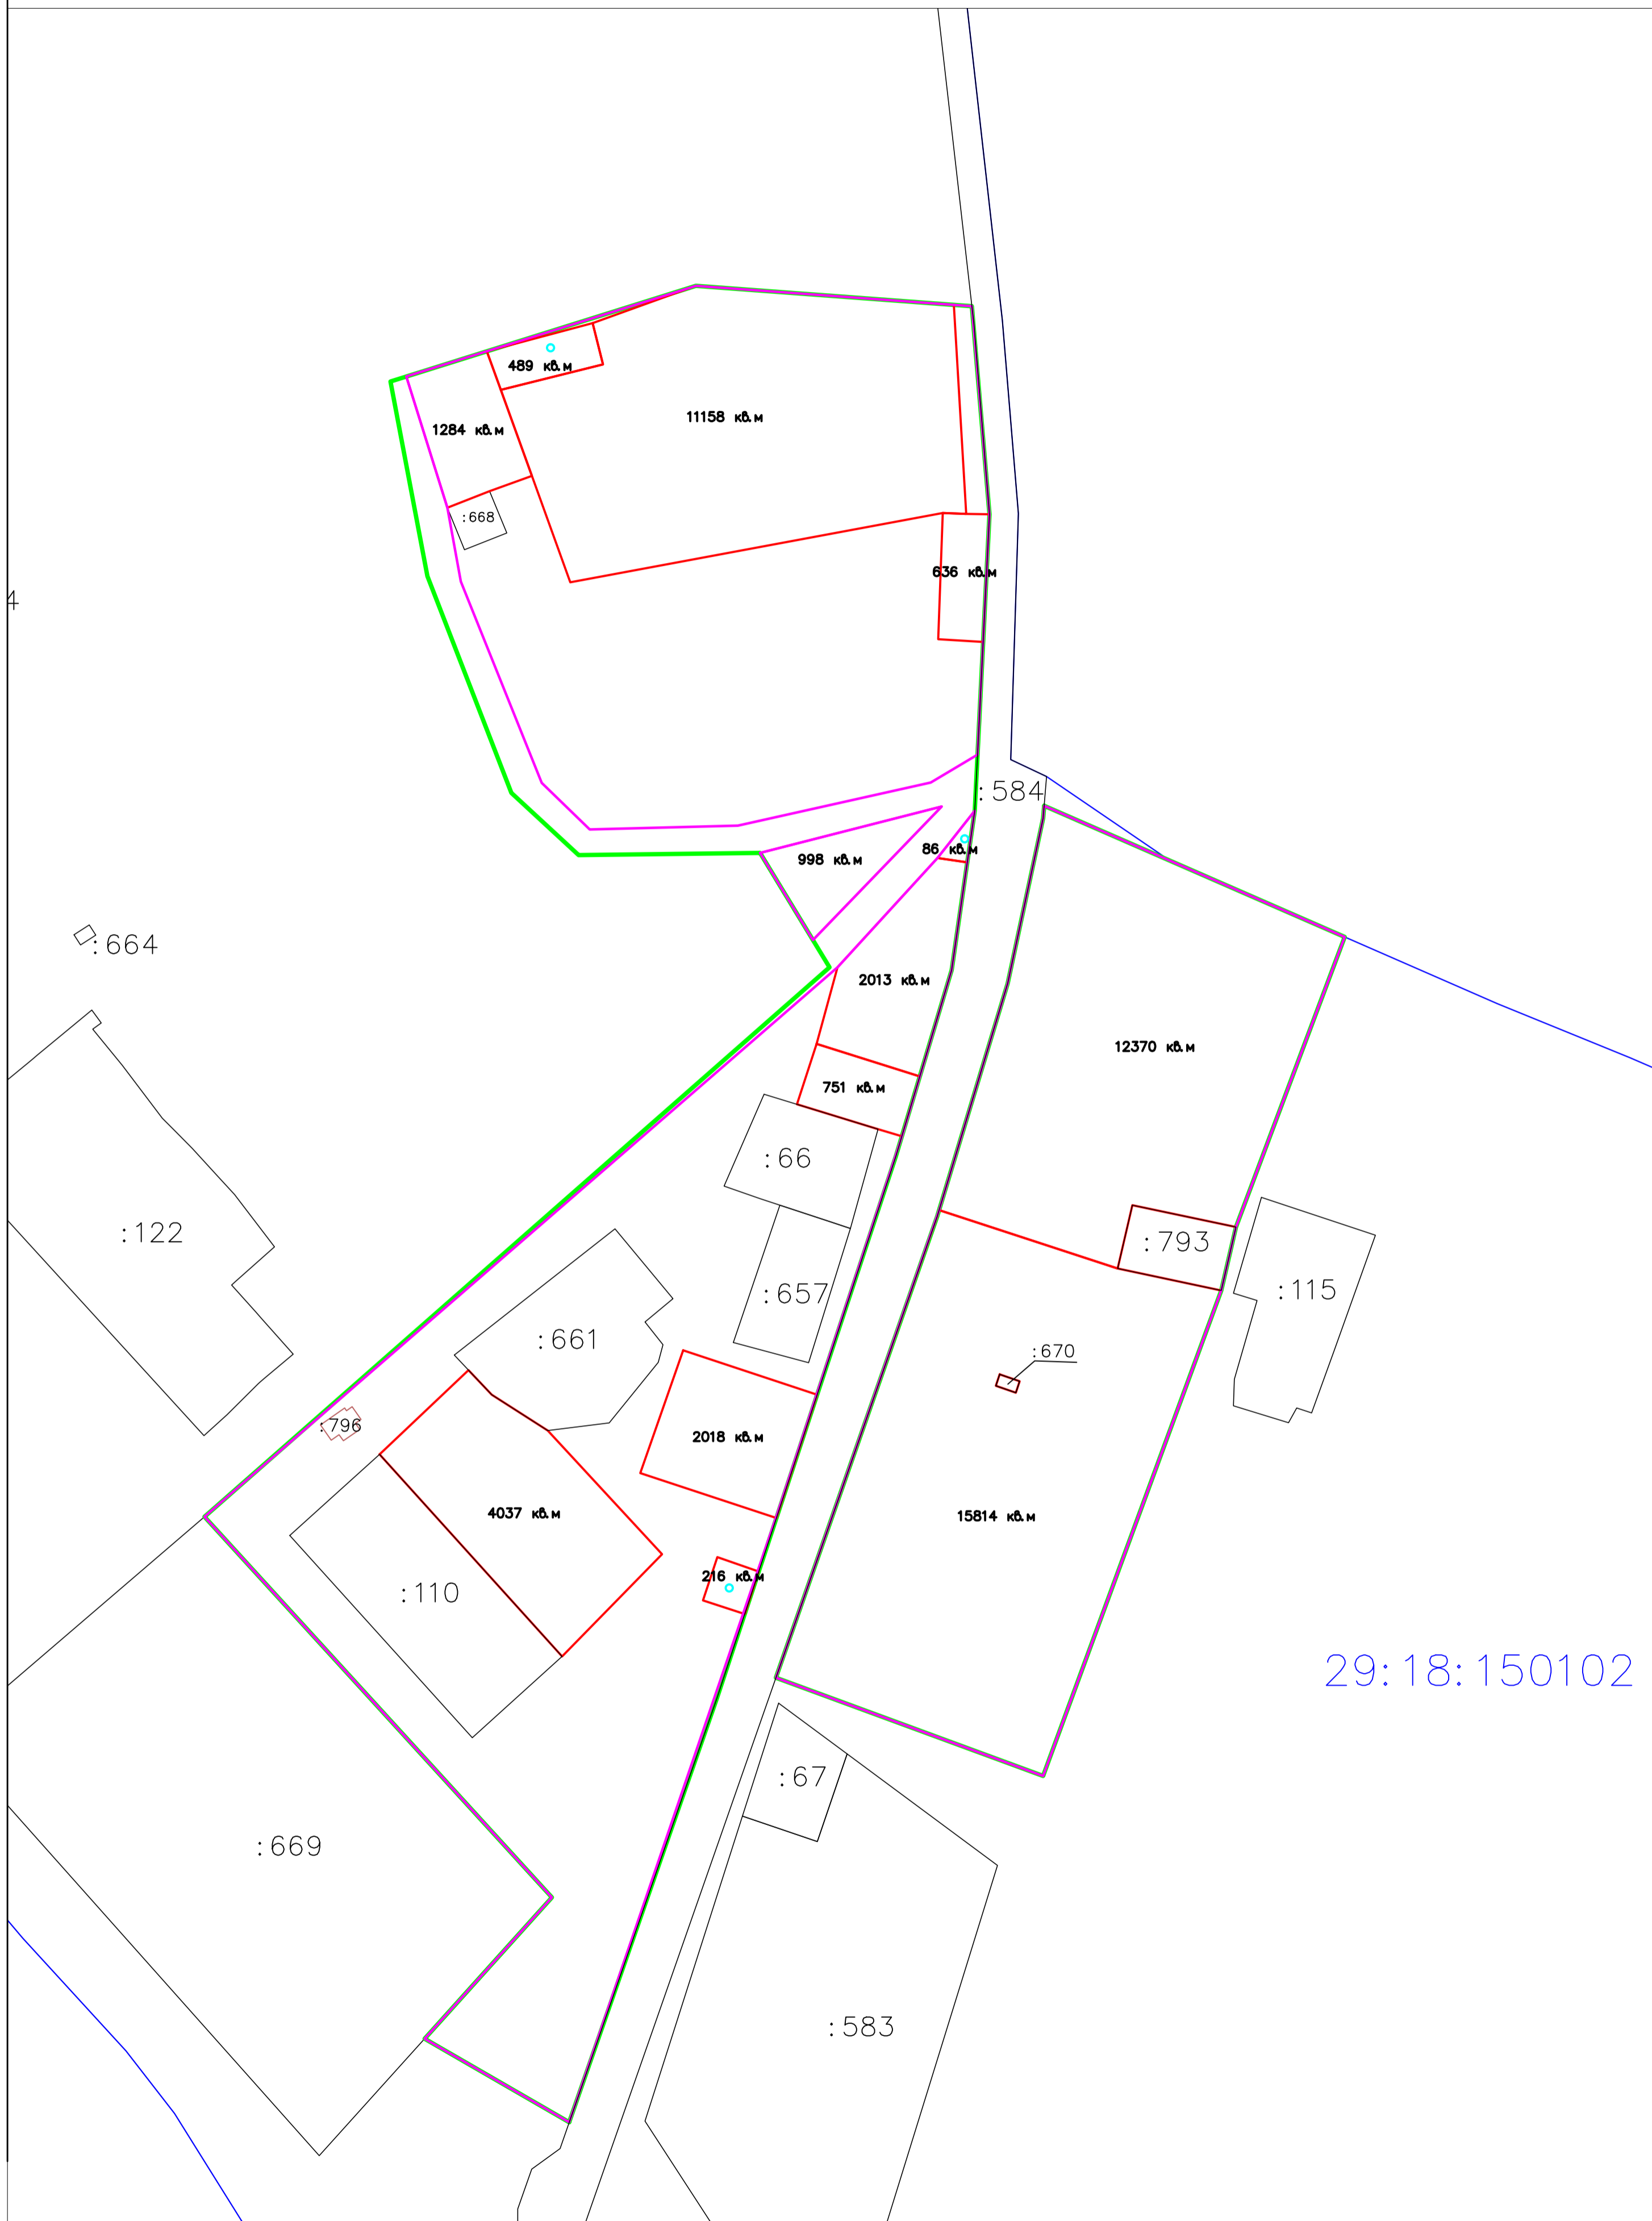 489 кв.м
11158 кв.м
1284 кв.м
:668
636 кв.м
4
:584
86 кв.м
998 кв.м
:664
2013 кв.м
12370 кв.м
751 кв.м
:66
:122
:793
:657
:115
:661
:670
:796
2018 кв.м
4037 кв.м
15814 кв.м
216 кв.м
:110
29:18:150102
:67
:669
:583